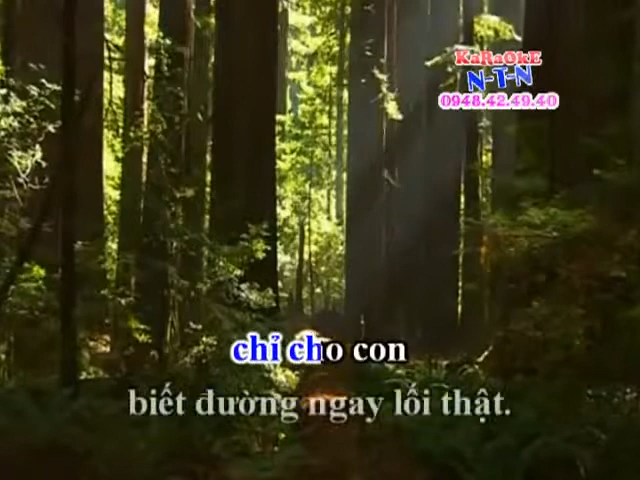 KaRaOkE
N-T-N
0948.42.49.40
chỉ cho con
biết đường ngay lối thật.